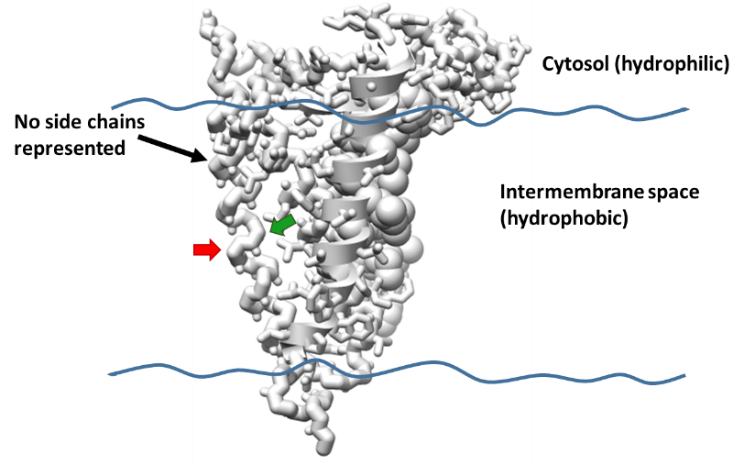 Cytosol (hydrophilic)
No side chains
represented
Intermembrane space
(hydrophobic)